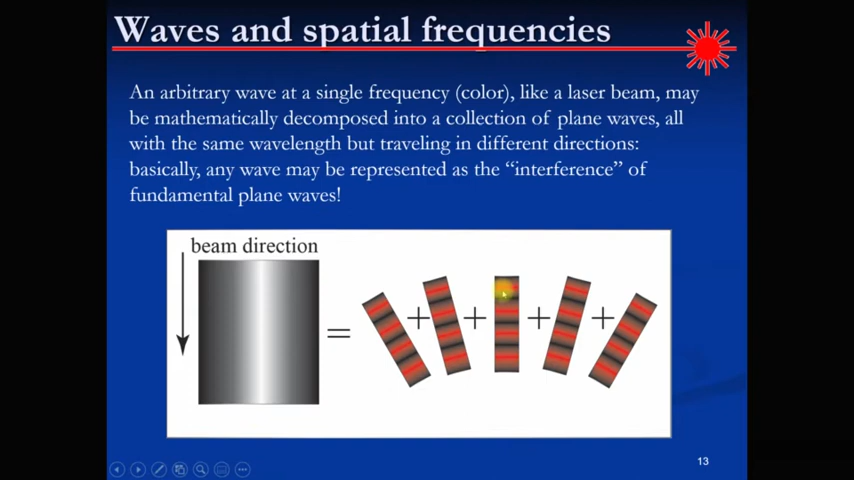 Waves and spatial frequencies
An arbitrary wave at a single frequency (color), like a laser beam, may
be mathematically decomposed into a collection of plane waves, all
with the same wavelength but traveling in different directions:
basically, any wave may be represented as the “interference” of
fundamental plane waves!
beam direction
= + + + +
13